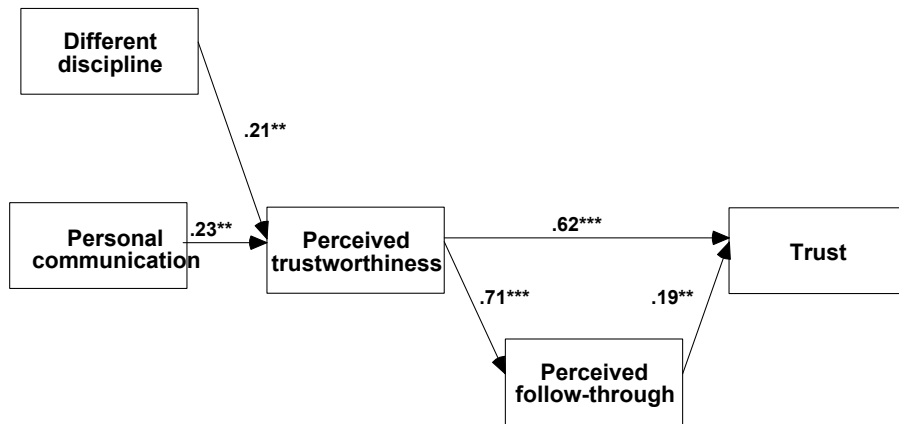 Different
discipline
.21**
Personal
communication
.23**
Perceived
trustworthiness
.62***
Trust
.71***
.19**
Perceived
follow-through